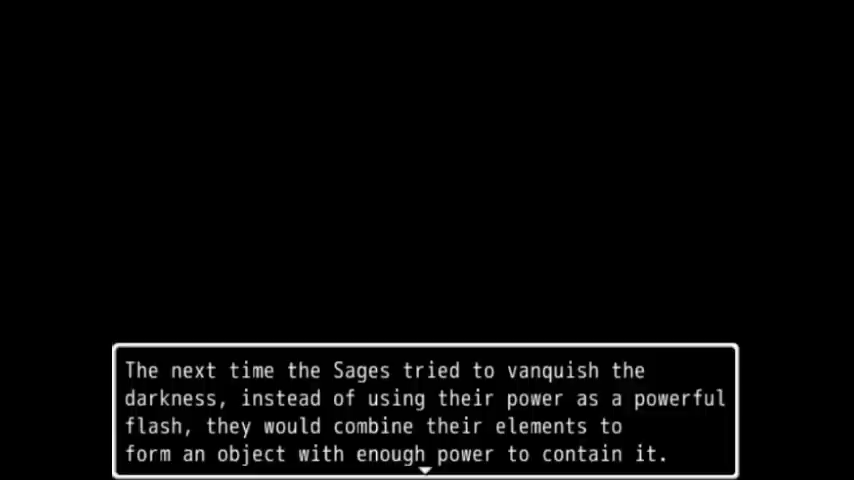 The next time the Sages tried to vanquish the
darkness, instead of using their power as a powerful
flash, they would combine their elements to
form an object with enough power to contain it.